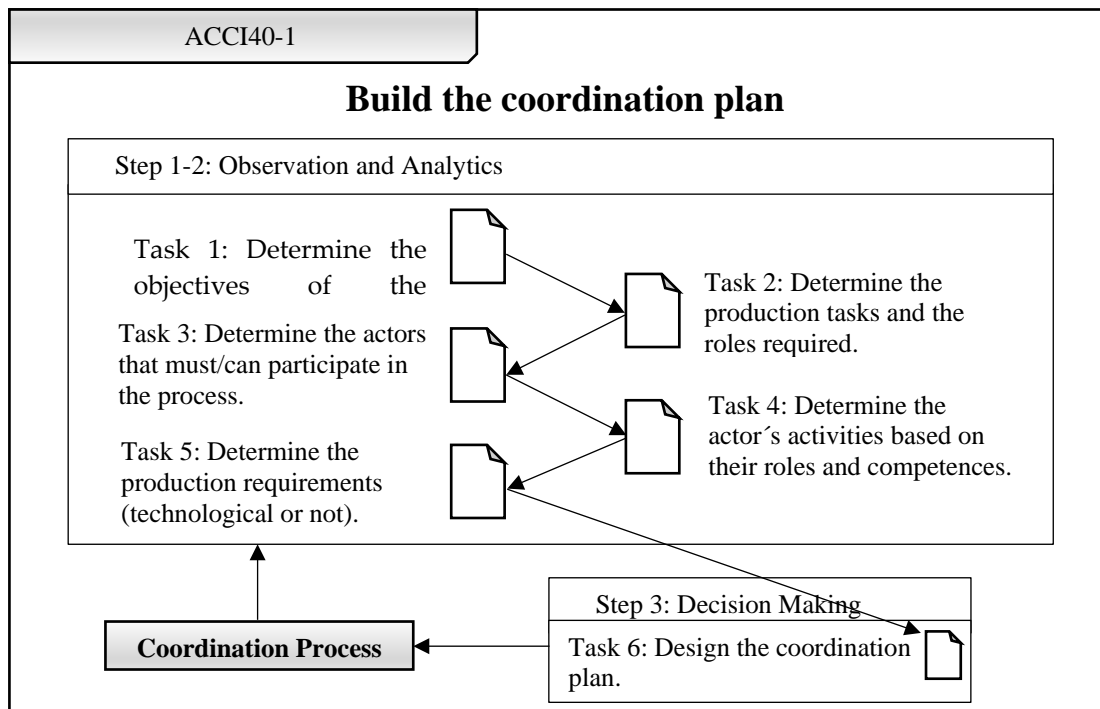 ACCI40-1
Build the coordination plan
Step 1-2: Observation and Analytics
Task 1: Determine the
objectives of the
Task 2: Determine the
production tasks and the
roles required.
Task 3: Determine the actors
that must/can participate in
the process.
Task 4: Determine the
actor´s activities based on
their roles and competences.
Task 5: Determine the
production requirements
(technological or not).
Step 3: Decision Making
Task 6: Design the coordination
plan.
Coordination Process